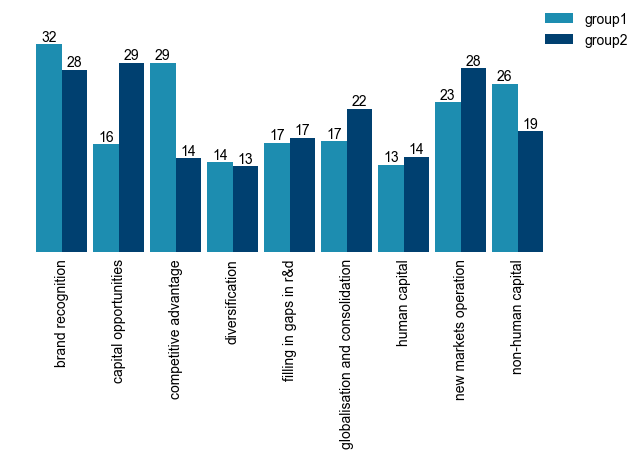 group1
group2
32
28
16
29
29
14
14
13
17
17
17
22
13
14
23
28
26
19
brand recognition
capital opportunities
competitive advantage
diversification
filling in gaps in r&d
globalisation and consolidation
human capital
new markets operation
non-human capital